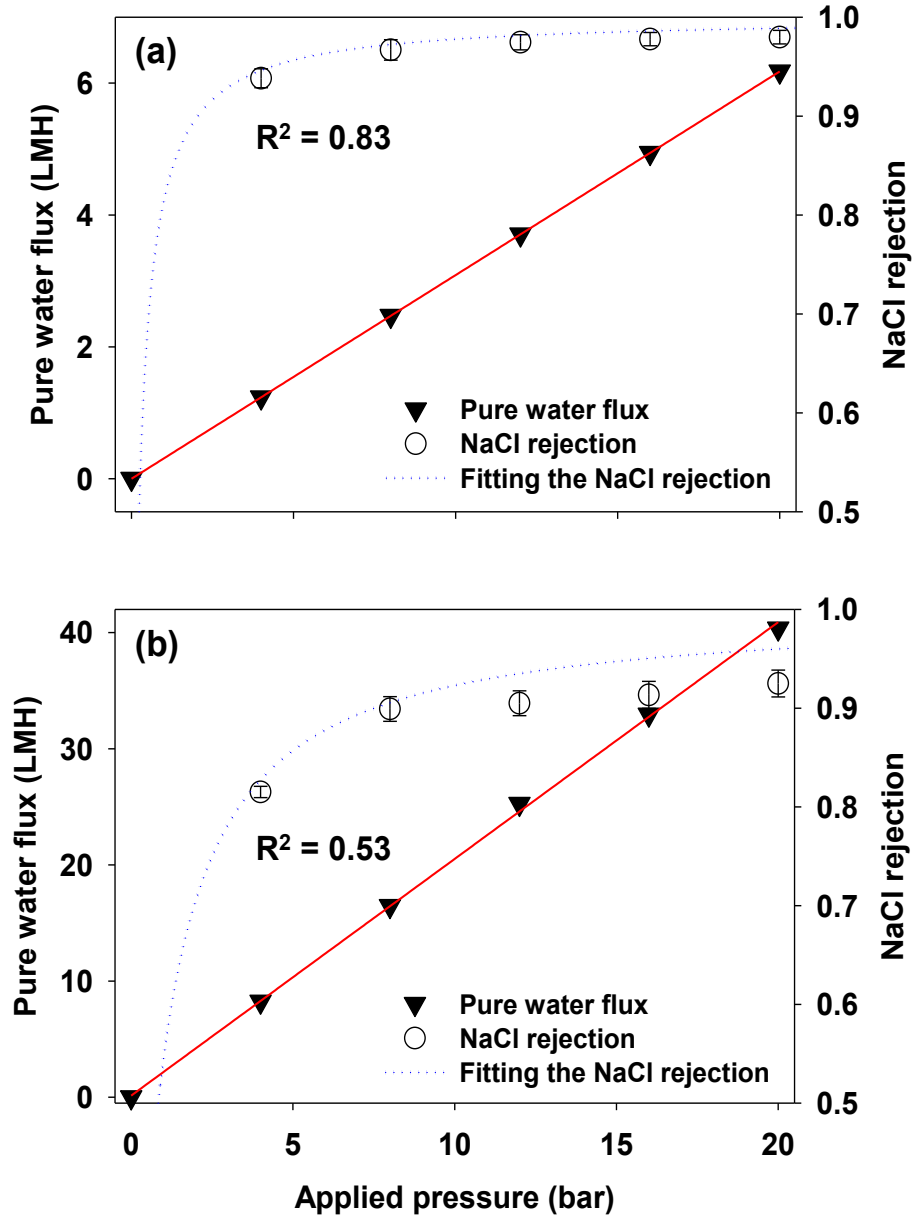 (a)
R² = 0.83
Pure water flux (LMH)
NaCl rejection
6
4
2
0
1.0
0.9
0.8
0.7
0.6
0.5
Pure water flux
NaCl rejection
Fitting the NaCl rejection
(b)
R² = 0.53
Pure water flux (LMH)
NaCl rejection
40
30
20
10
0
1.0
0.9
0.8
0.7
0.6
0.5
Pure water flux
NaCl rejection
Fitting the NaCl rejection
0 5 10 15 20
Applied pressure (bar)